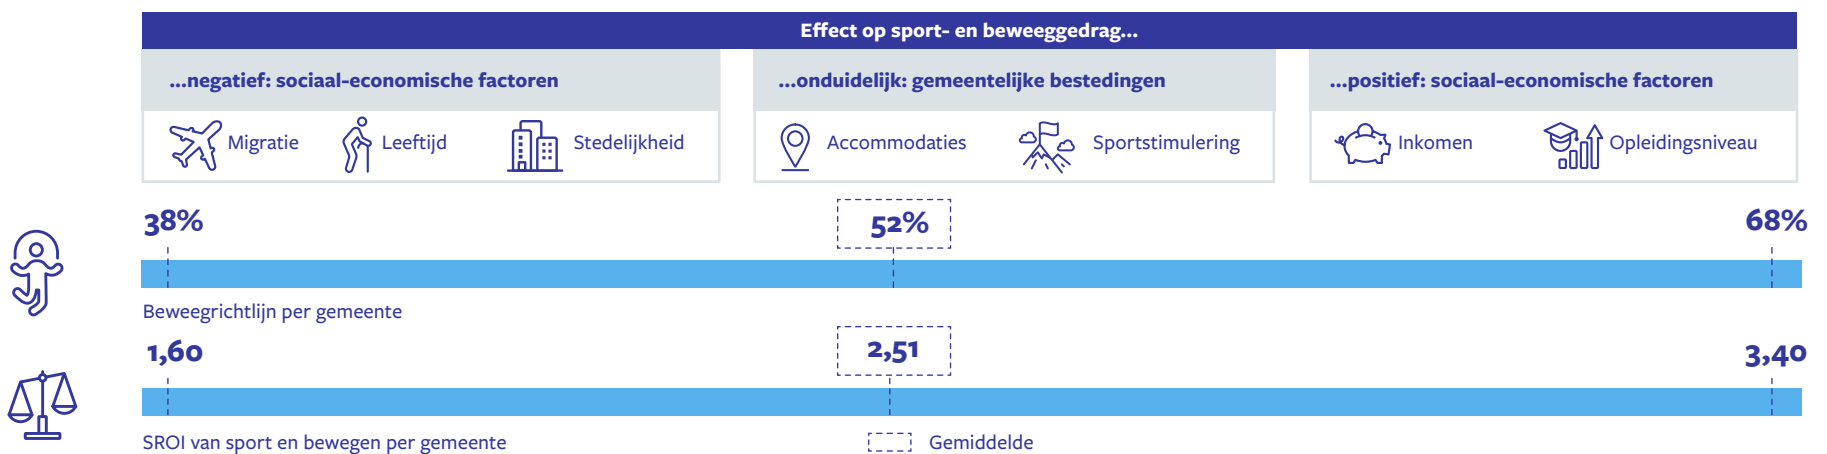 Effect op sport- en beweeggedrag...
...negatief: sociaal-economische factoren
...onduidelijk: gemeentelijke bestedingen
...positief: sociaal-economische factoren
Migratie
Leeftijd
Stedelijkheid
Accommodaties
Sportstimulering
Inkomen
Opleidingsniveau
38%
52%
68%
Beweegrichtlijn per gemeente
1,60
2,51
3,40
SROI van sport en bewegen per gemeente
Gemiddelde